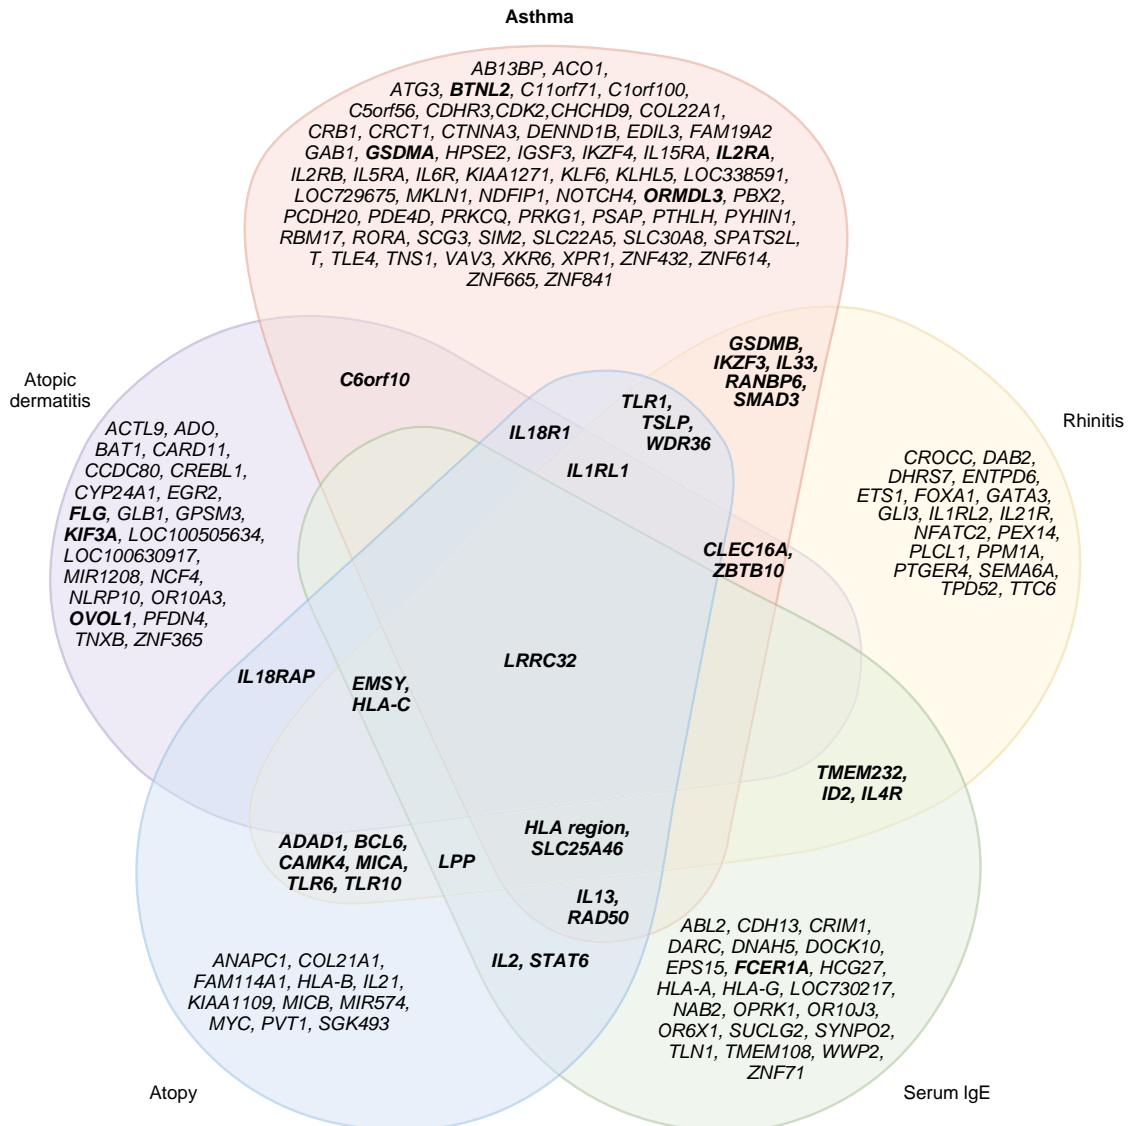 Asthma
AB13BP, ACO1,
ATG3, BTNL2, C11orf71, C1orf100,
C5orf56, CDHR3,CDK2,CHCHD9, COL22A1,
CRB1, CRCT1, CTNNA3, DENND1B, EDIL3, FAM19A2
GAB1, GSDMA, HPSE2, IGSF3, IKZF4, IL15RA, IL2RA,
IL2RB, IL5RA, IL6R, KIAA1271, KLF6, KLHL5, LOC338591,
LOC729675, MKLN1, NDFIP1, NOTCH4, ORMDL3, PBX2,
PCDH20, PDE4D, PRKCQ, PRKG1, PSAP, PTHLH, PYHIN1,
RBM17, RORA, SCG3, SIM2, SLC22A5, SLC30A8, SPATS2L,
T, TLE4, TNS1, VAV3, XKR6, XPR1, ZNF432, ZNF614,
ZNF665, ZNF841
GSDMB,
IKZF3, IL33,
RANBP6,
SMAD3
C6orf10
TLR1,
TSLP,
WDR36
IL18R1
IL1RL1
Atopic
dermatitis
ACTL9, ADO,
BAT1, CARD11,
CCDC80, CREBL1,
CYP24A1, EGR2,
FLG, GLB1, GPSM3,
KIF3A, LOC100505634,
LOC100630917,
MIR1208, NCF4,
NLRP10, OR10A3,
OVOL1, PFDN4,
TNXB, ZNF365
Rhinitis
CROCC, DAB2,
DHRS7, ENTPD6,
ETS1, FOXA1, GATA3,
GLI3, IL1RL2, IL21R,
NFATC2, PEX14,
PLCL1, PPM1A,
PTGER4, SEMA6A,
TPD52, TTC6
CLEC16A,
ZBTB10
IL18RAP
EMSY,
HLA-C
LRRC32
TMEM232,
ID2, IL4R
ADAD1, BCL6,
CAMK4, MICA,
TLR6, TLR10
LPP
HLA region,
SLC25A46
IL13,
RAD50
IL2, STAT6
ANAPC1, COL21A1,
FAM114A1, HLA-B, IL21,
KIAA1109, MICB, MIR574,
MYC, PVT1, SGK493
ABL2, CDH13, CRIM1,
DARC, DNAH5, DOCK10,
EPS15, FCER1A, HCG27,
HLA-A, HLA-G, LOC730217,
NAB2, OPRK1, OR10J3,
OR6X1, SUCLG2, SYNPO2,
TLN1, TMEM108, WWP2,
ZNF71
Atopy
Serum IgE